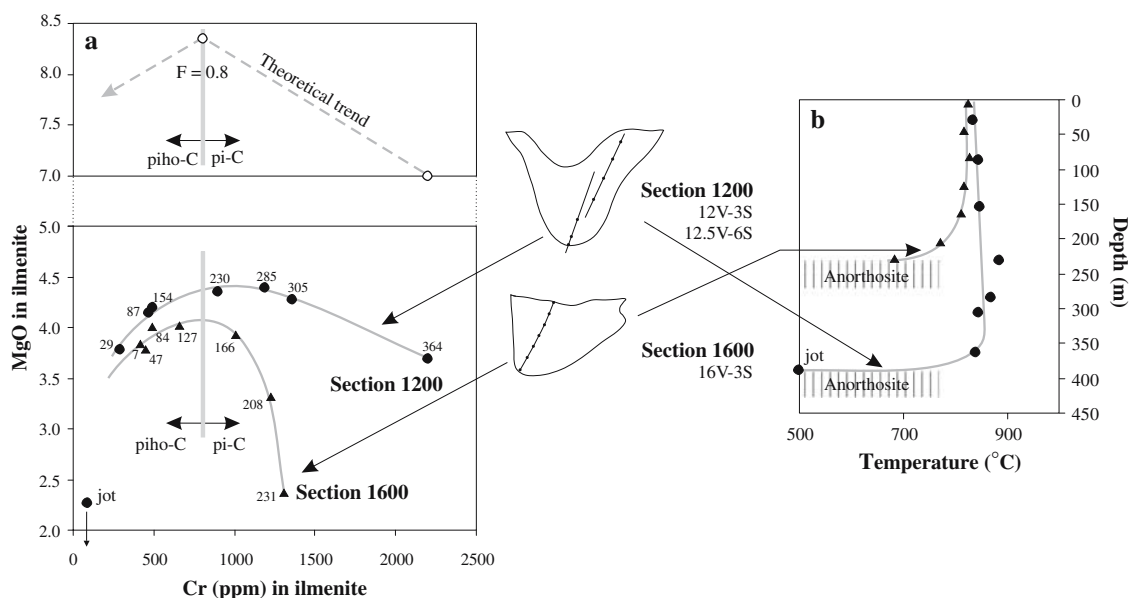 a
8.5
8.0
7.5
7.0
F = 0.8
Theoretical trend
piho-C
pi-C
5.0
4.5
4.0
3.5
3.0
2.5
2.0
MgO in ilmenite
29
87
154
230
285
305
364
7
47
84
127
166
208
231
Section 1200
Section 1600
piho-C
pi-C
jot
0
500
1000
1500
2000
2500
Cr (ppm) in ilmenite
Section 1200
12V-3S
12.5V-6S
Section 1600
16V-3S
b
Anorthosite
jot
Anorthosite
0
50
100
150
200
250
300
350
400
450
Depth (m)
500
700
900
Temperature (°C)